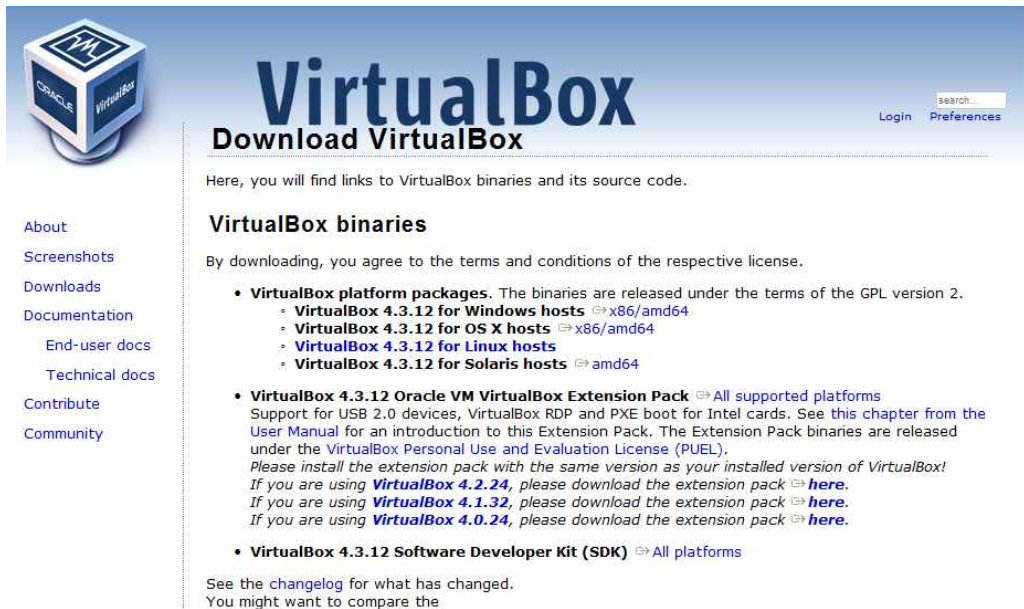 ORACLE
VirtualBox
VirtualBox
search...
Login Preferences
Download VirtualBox
Here, you will find links to VirtualBox binaries and its source code.
About
Screenshots
Downloads
Documentation
End-user docs
Technical docs
Contribute
Community
VirtualBox binaries
By downloading, you agree to the terms and conditions of the respective license.
• VirtualBox platform packages. The binaries are released under the terms of the GPL version 2.
◦ VirtualBox 4.3.12 for Windows hosts x86/amd64
◦ VirtualBox 4.3.12 for OS X hosts x86/amd64
◦ VirtualBox 4.3.12 for Linux hosts
◦ VirtualBox 4.3.12 for Solaris hosts amd64
• VirtualBox 4.3.12 Oracle VM VirtualBox Extension Pack All supported platforms
Support for USB 2.0 devices, VirtualBox RDP and PXE boot for Intel cards. See this chapter from the
User Manual for an introduction to this Extension Pack. The Extension Pack binaries are released
under the VirtualBox Personal Use and Evaluation License (PUEL).
Please install the extension pack with the same version as your installed version of VirtualBox!
If you are using VirtualBox 4.2.24, please download the extension pack here.
If you are using VirtualBox 4.1.32, please download the extension pack here.
If you are using VirtualBox 4.0.24, please download the extension pack here.
• VirtualBox 4.3.12 Software Developer Kit (SDK) All platforms
See the changelog for what has changed.
You might want to compare the